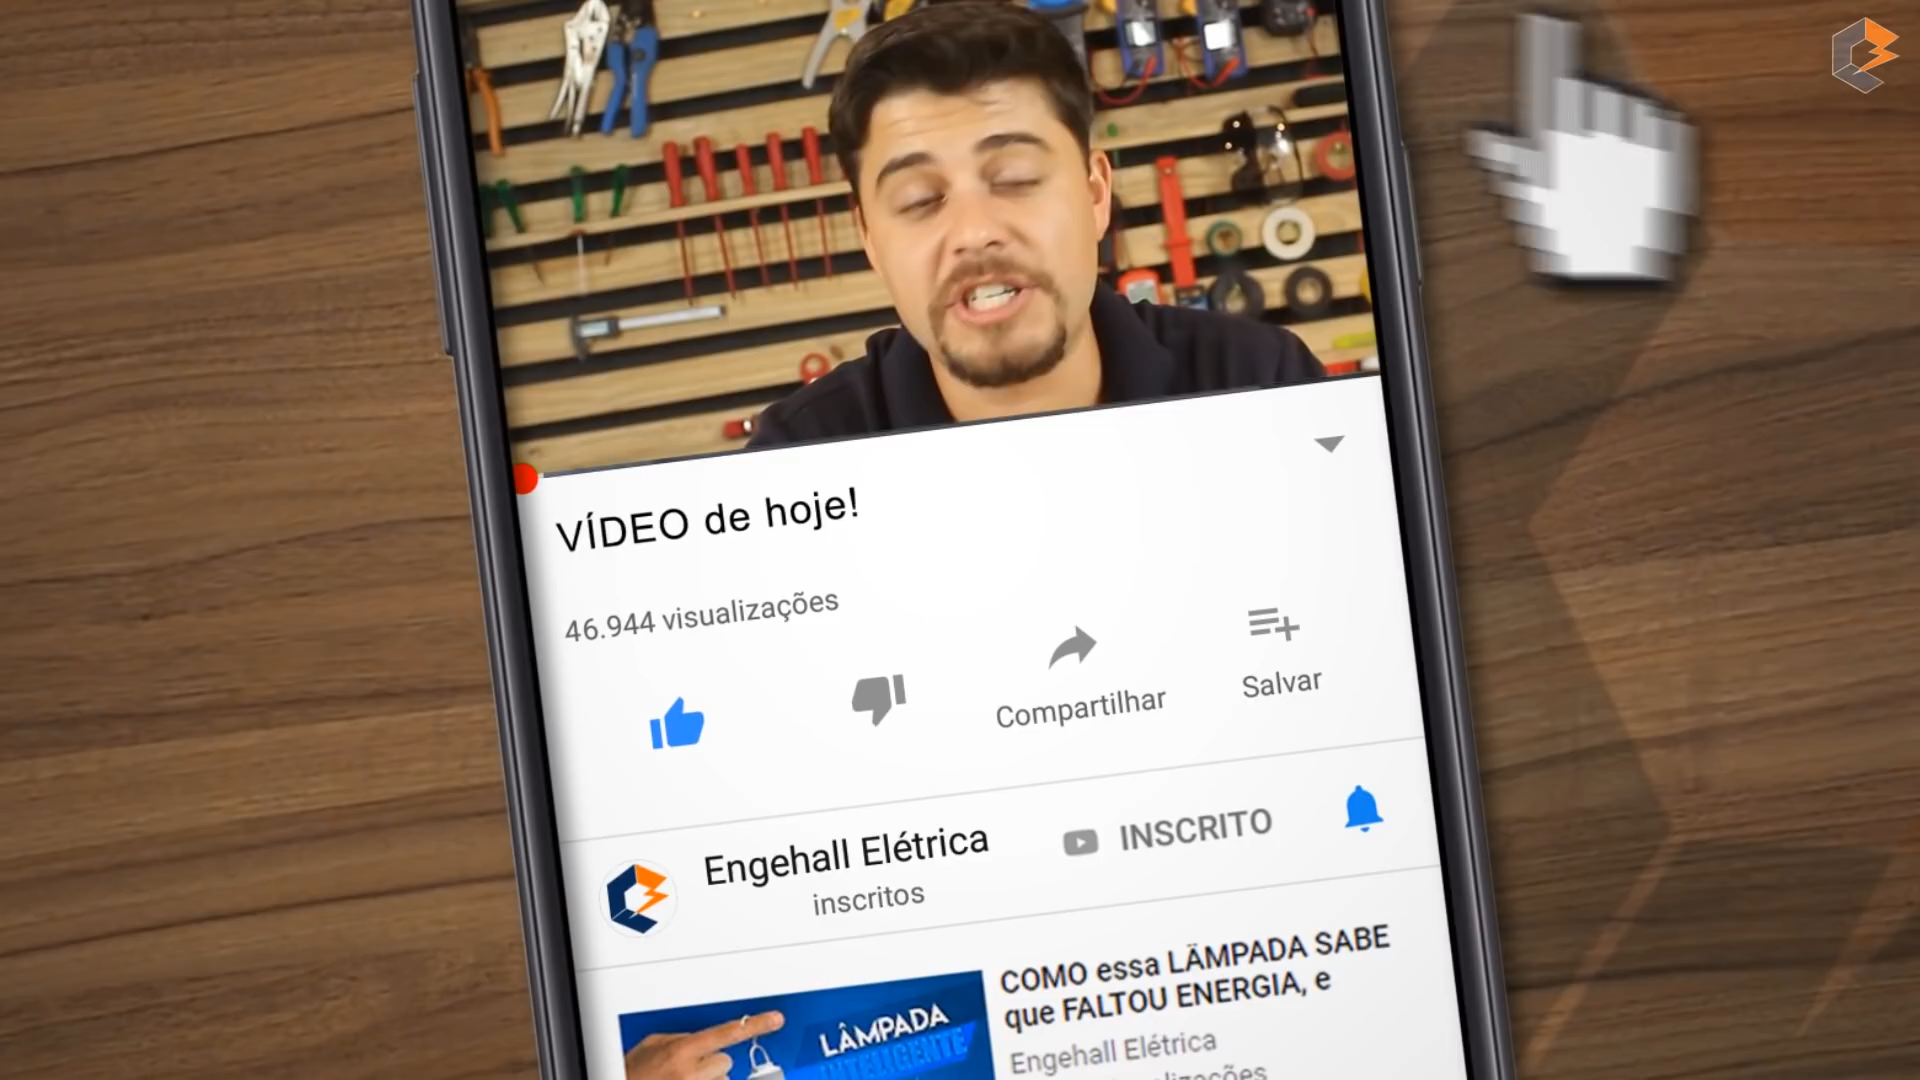 VÍDEO de hoje!
46.944 visualizações
Compartilhar
Salvar
Engehall Elétrica
INSCRITO
inscritos
COMO essa LÂMPADA SABE
que FALTOU ENERGIA, e
Engehall Elétrica
LÂMPADA
INTELIGENTE